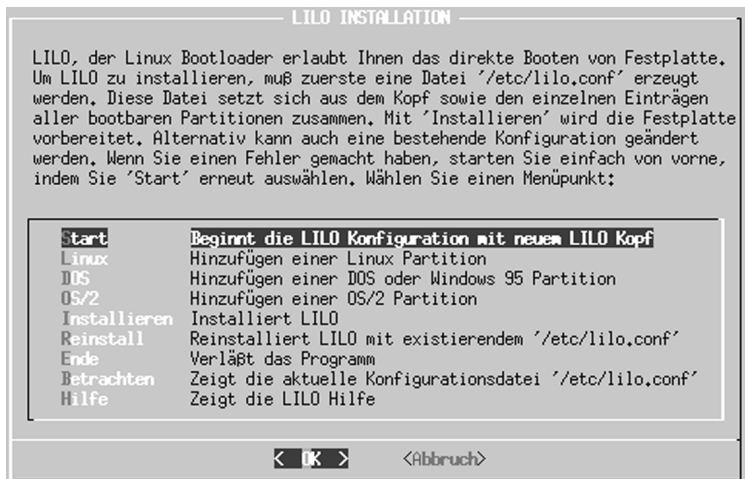 LILO INSTALLATION
LILO, der Linux Bootloader erlaubt Ihnen das direkte Booten von Festplatte.
Um LILO zu installieren, muß zuerste eine Datei '/etc/lilo.conf' erzeugt
werden. Diese Datei setzt sich aus dem Kopf sowie den einzelnen Einträgen
aller bootbaren Partitionen zusammen. Mit 'Installieren' wird die Festplatte
vorbereitet. Alternativ kann auch eine bestehende Konfiguration geändert
werden. Wenn Sie einen Fehler gemacht haben, starten Sie einfach von vorne,
indem Sie 'Start' erneut auswählen. Wählen Sie einen Menüpunkt:
Start Beginnt die LILO Konfiguration mit neuem LILO Kopf
Linux Hinzufügen einer Linux Partition
DOS Hinzufügen einer DOS oder Windows 95 Partition
OS/2 Hinzufügen einer OS/2 Partition
Installieren Installiert LILO
Reinstall Reinstalliert LILO mit existierendem '/etc/lilo.conf'
Ende Verläßt das Programm
Betrachten Zeigt die aktuelle Konfigurationsdatei '/etc/lilo.conf'
Hilfe Zeigt die LILO Hilfe
< OK > <Abbruch>